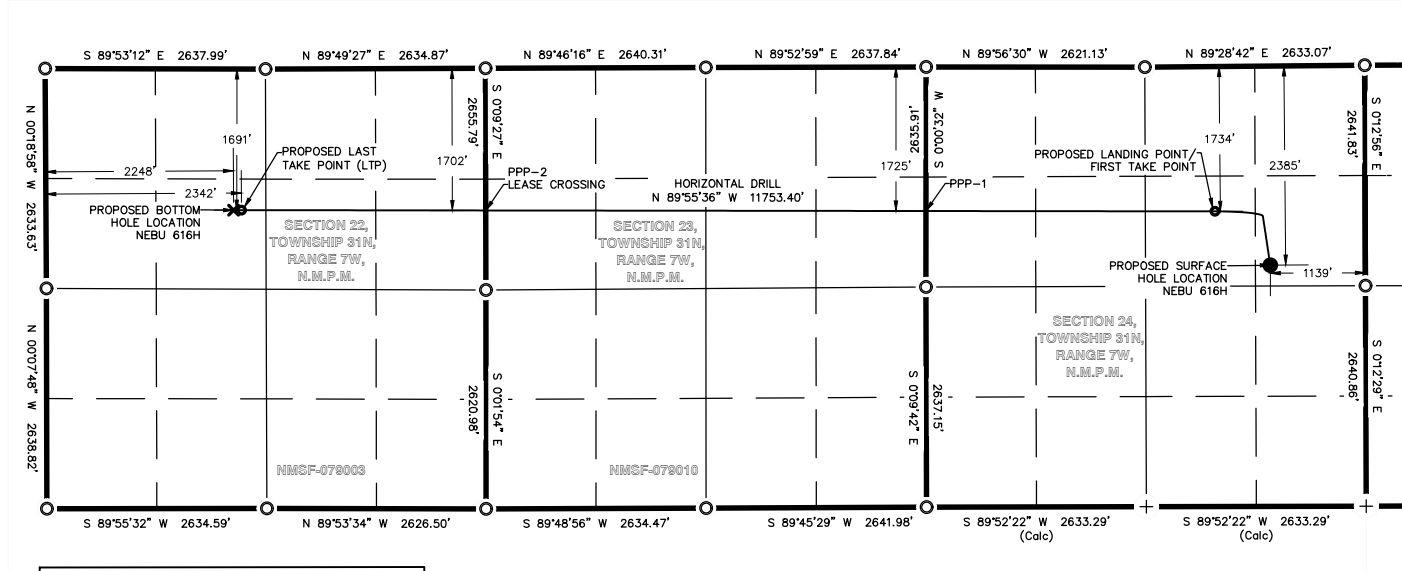 S 89°53'12" E 2637.99'
N 89°49'27" E 2634.87'
N 89°46'16" E 2640.31'
N 89°52'59" E 2637.84'
N 89°56'30" W 2621.13'
N 89°28'42" E 2633.07'
N 00°18'58" W 2633.63'
S 0°09'27" E
2655.79'
S 0°00'32" W
2635.91'
S 0°12'56" E
2641.83'
1691'
1702'
1725'
1734'
2385'
2248'
2342'
PROPOSED LAST
TAKE POINT (LTP)
PPP-2
LEASE CROSSING
HORIZONTAL DRILL
N 89°55'36" W 11753.40'
PPP-1
PROPOSED LANDING POINT/
FIRST TAKE POINT
PROPOSED BOTTOM
HOLE LOCATION
NEBU 616H
SECTION 22,
TOWNSHIP 31N,
RANGE 7W,
N.M.P.M.
SECTION 23,
TOWNSHIP 31N,
RANGE 7W,
N.M.P.M.
PROPOSED SURFACE
HOLE LOCATION
NEBU 616H
1139'
SECTION 24,
TOWNSHIP 31N,
RANGE 7W,
N.M.P.M.
N 00°07'48" W 2638.82'
S 0°01'54" E
2620.98'
S 0°09'42" E
2637.15'
S 0°12'29" E
2640.86'
NMSF-079003
NMSF-079010
S 89°55'32" W 2634.59'
N 89°53'34" W 2626.50'
S 89°48'56" W 2634.47'
S 89°45'29" W 2641.98'
S 89°52'22" W 2633.29'
(Calc)
S 89°52'22" W 2633.29'
(Calc)